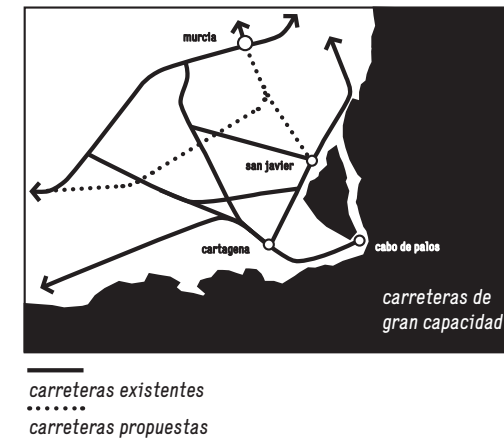 murcia
san javier
cartagena
cabo de palos
carreteras de
gran capacidad
carreteras existentes
carreteras propuestas